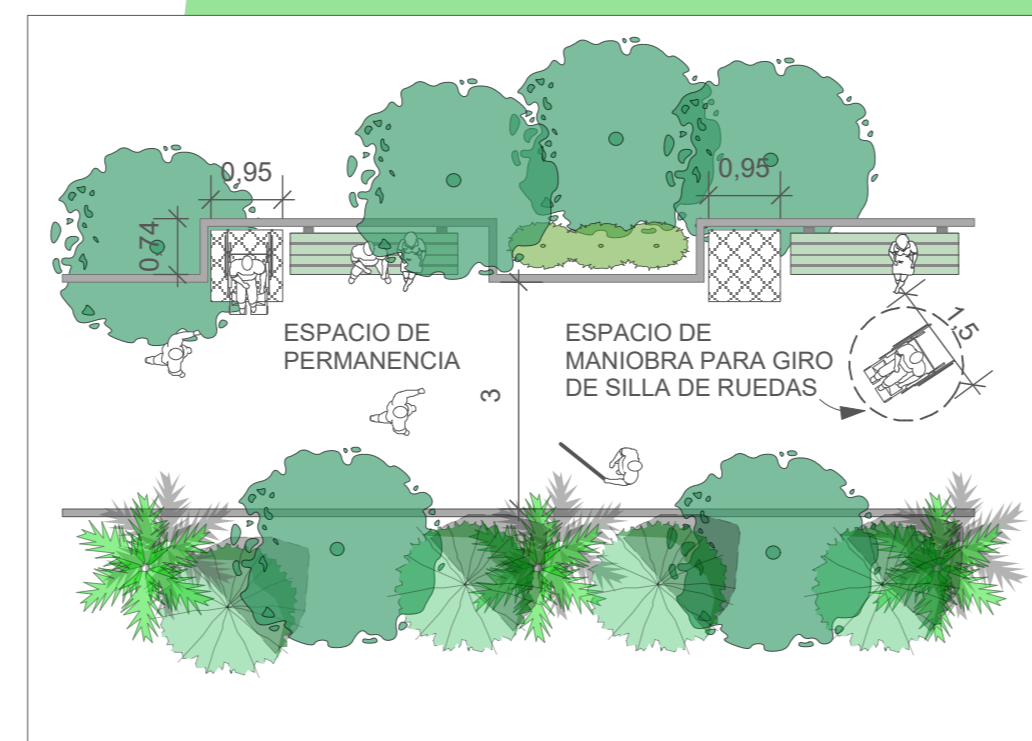 0,95
0,95
0,74
ESPACIO DE
PERMANENCIA
ESPACIO DE
MANIOBRA PARA GIRO
DE SILLA DE RUEDAS
1,5
3